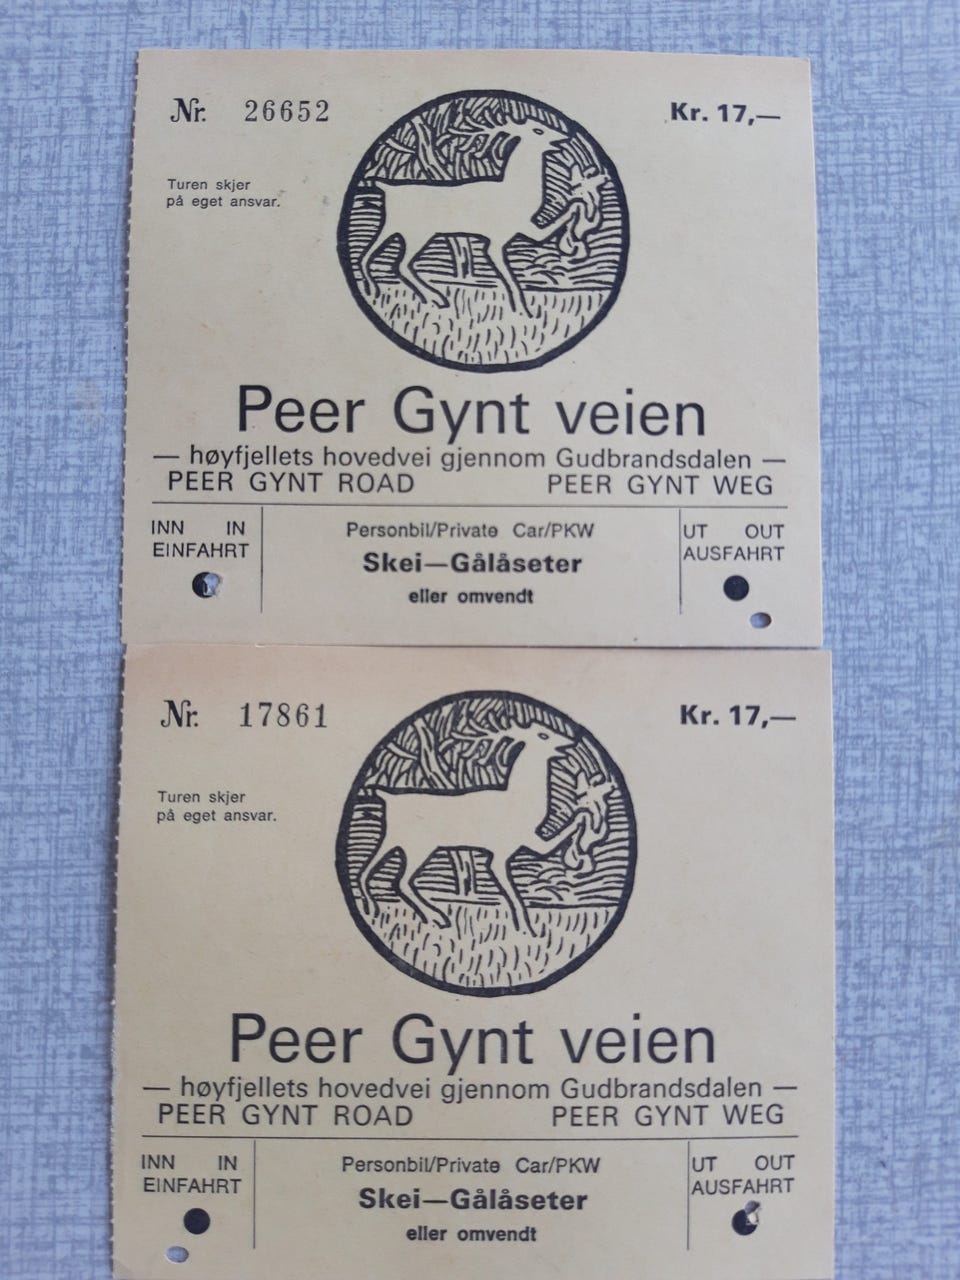 Nr. 26652 Kr. 17,—
Turen skjer
på eget ansvar.
Peer Gynt veien
— høyfjellets hovedvei gjennom Gudbrandsdalen —
PEER GYNT ROAD PEER GYNT WEG
INN IN
EINFAHRT
Personbil/Private Car/PKW
Skei—Gålåseter
eller omvendt
UT OUT
AUSFAHRT
Nr. 17861 Kr. 17,—
Turen skjer
på eget ansvar.
Peer Gynt veien
— høyfjellets hovedvei gjennom Gudbrandsdalen —
PEER GYNT ROAD PEER GYNT WEG
INN IN
EINFAHRT
Personbil/Private Car/PKW
Skei—Gålåseter
eller omvendt
UT OUT
AUSFAHRT